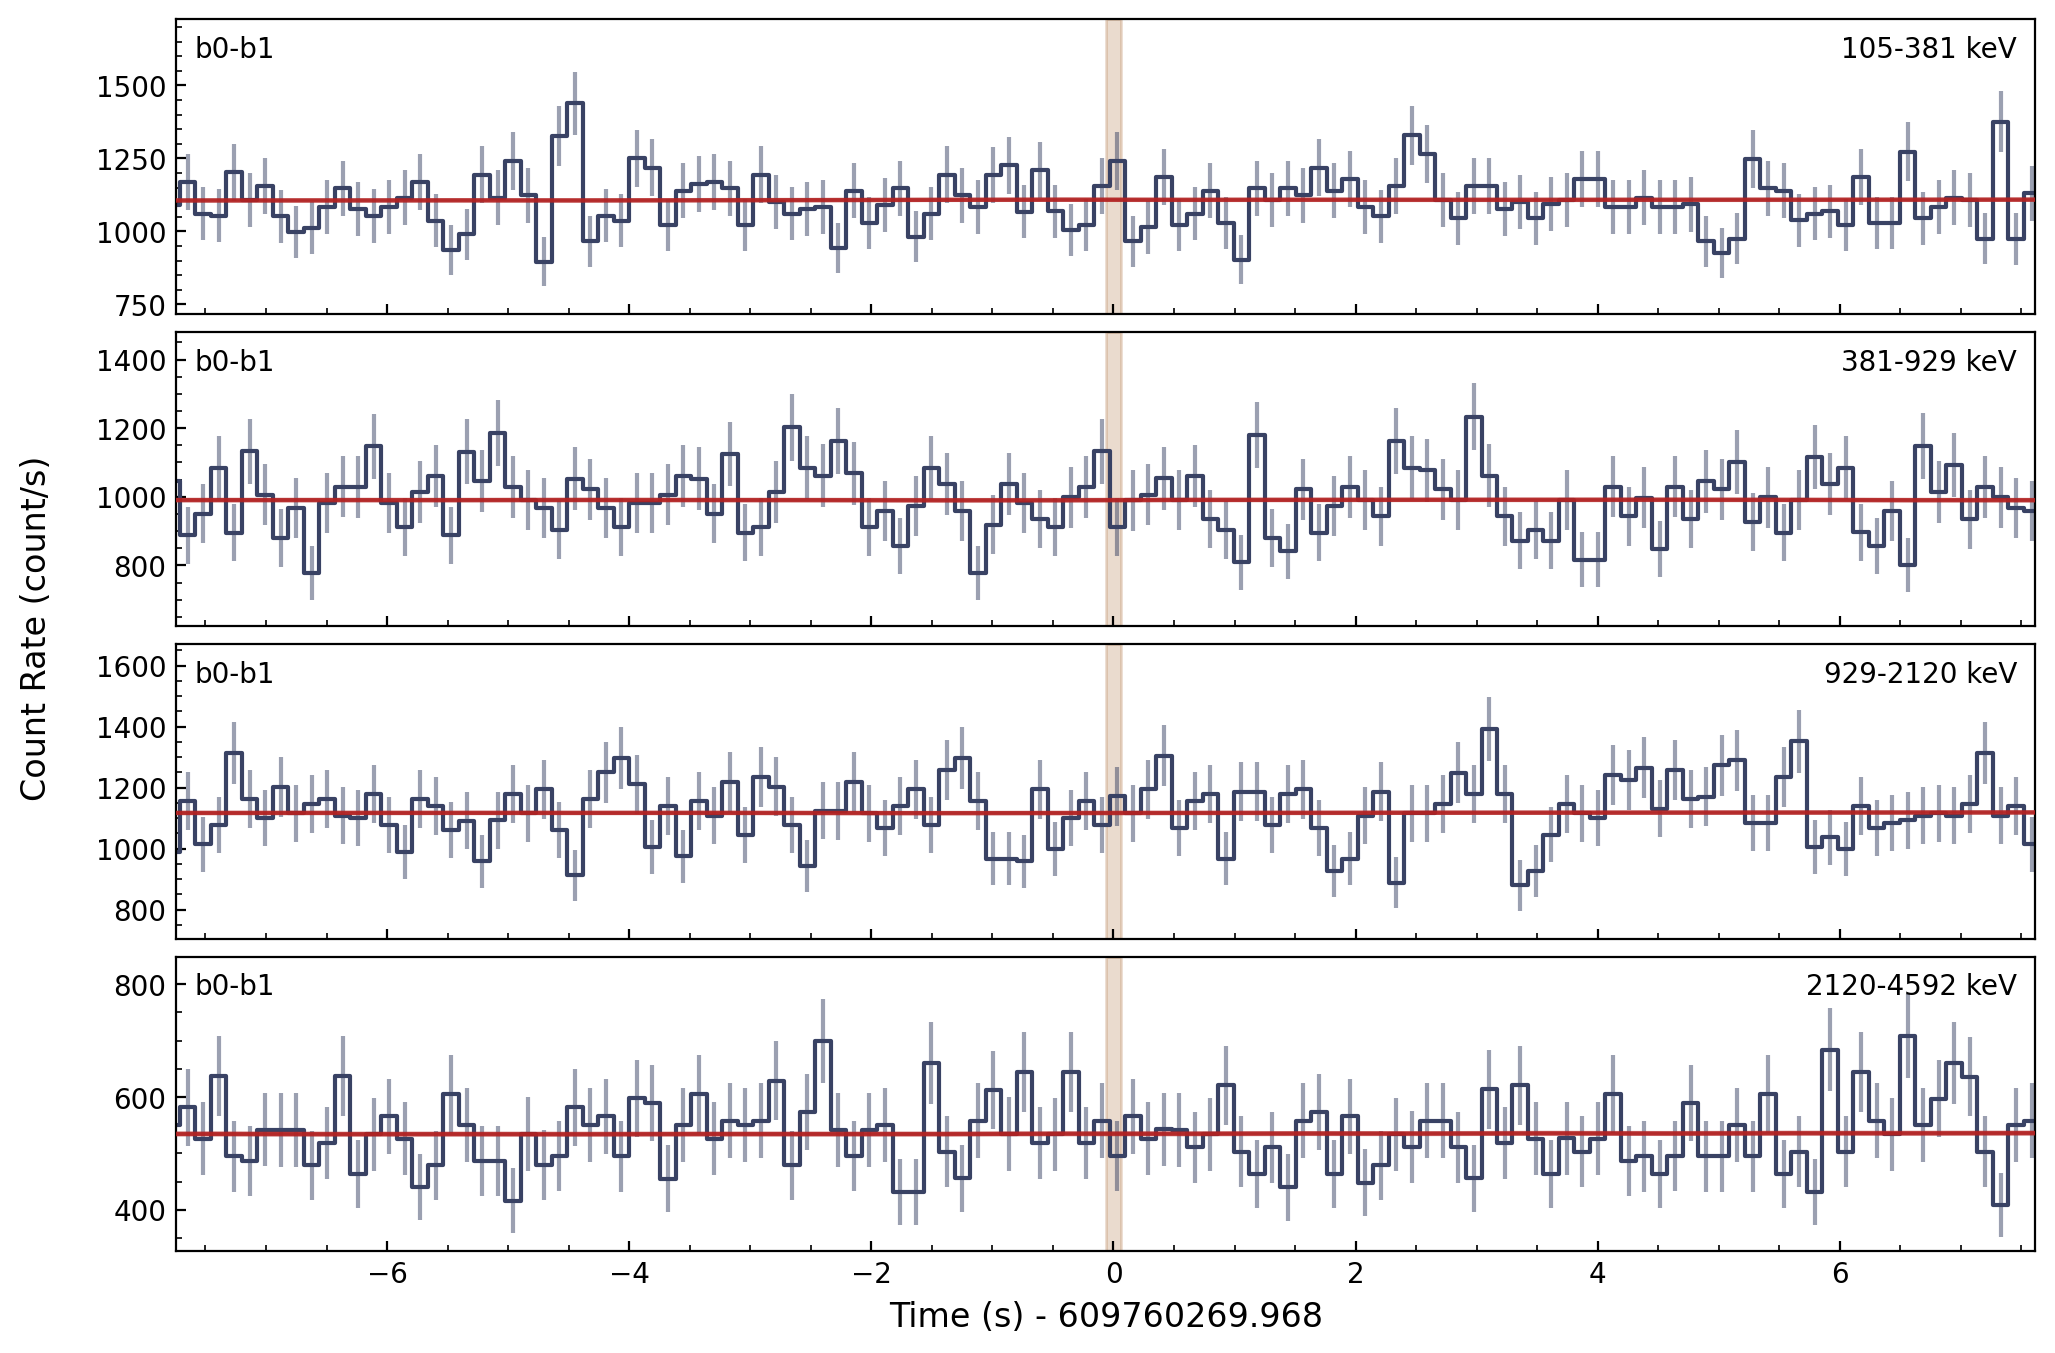 b0-b1 105-381 keV
1500
1250
1000
750
b0-b1 381-929 keV
1400
1200
1000
800
b0-b1 929-2120 keV
1600
1400
1200
1000
800
b0-b1 2120-4592 keV
800
600
400
Count Rate (count/s)
−6 −4 −2 0 2 4 6
Time (s) - 609760269.968